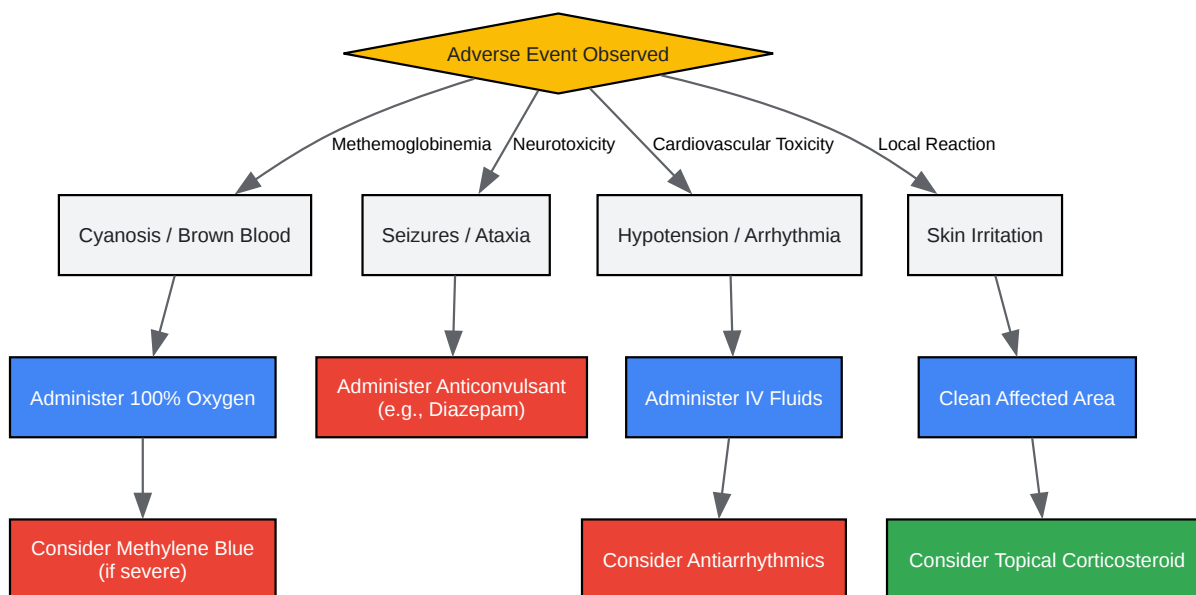 Adverse Event Observed
Methemoglobinemia
Neurotoxicity
Cardiovascular Toxicity
Local Reaction
Cyanosis / Brown Blood
Seizures / Ataxia
Hypotension / Arrhythmia
Skin Irritation
Administer 100% Oxygen
Administer Anticonvulsant
(e.g., Diazepam)
Administer IV Fluids
Clean Affected Area
Consider Methylene Blue
(if severe)
Consider Antiarrhythmics
Consider Topical Corticosteroid